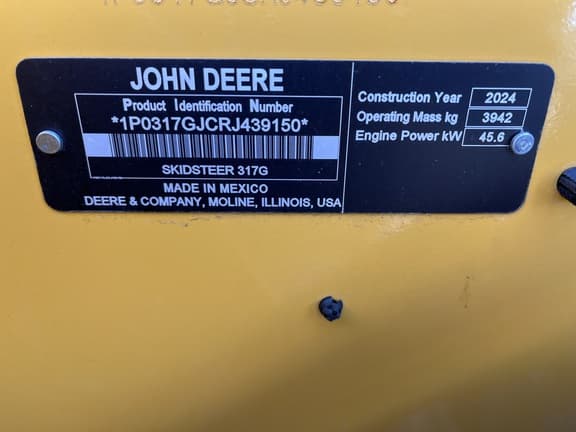 JOHN DEERE
Product Identification Number
*1P0317GJCRJ439150*
SKIDSTEER 317G
MADE IN MEXICO
DEERE & COMPANY, MOLINE, ILLINOIS, USA
Construction Year 2024
Operating Mass kg 3942
Engine Power kW 45.6